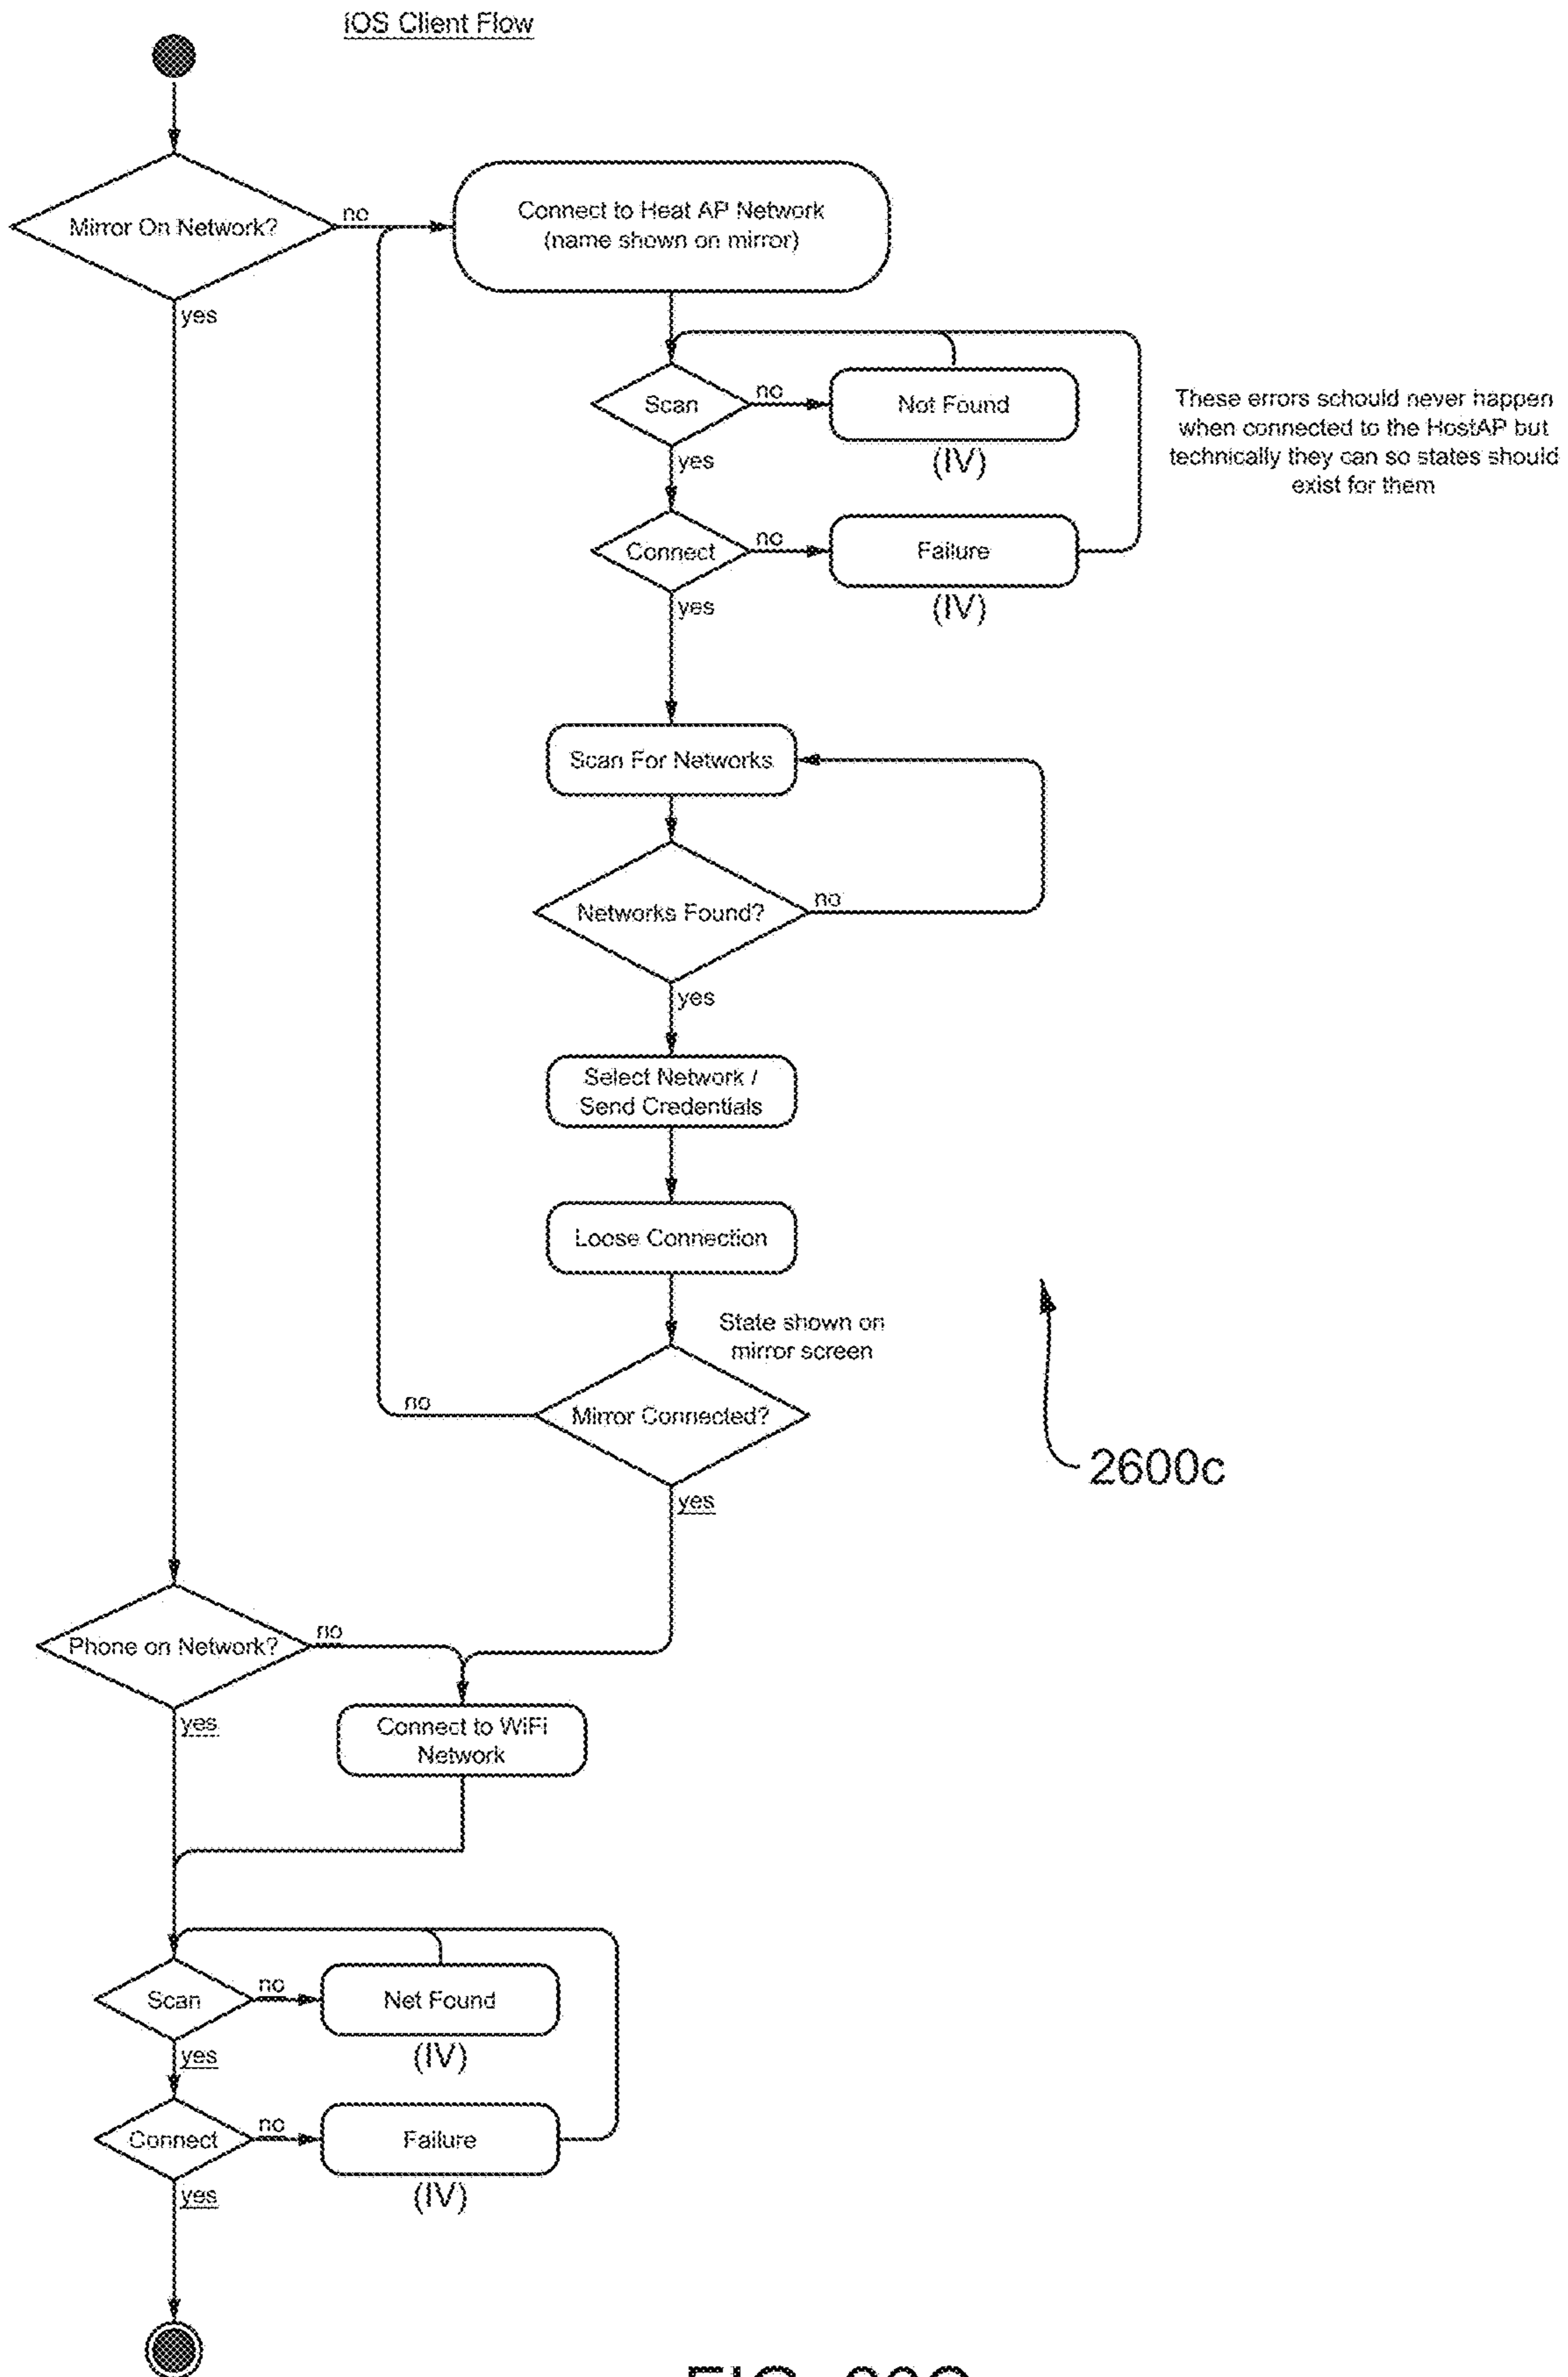 iOS Client Flow
Mirror On Network?
no
yes
Connect to Heat AP Network
(name shown on mirror)
Scan
no
Not Found
(IV)
yes
These errors schould never happen
when connected to the HostAP but
technically they can so states should
exist for them
Connect
no
Failure
(IV)
yes
Scan For Networks
Networks Found?
no
yes
Select Network /
Send Credentials
Loose Connection
State shown on
mirror screen
Mirror Connected?
no
yes
2600c
Phone on Network?
no
yes
Connect to WiFi
Network
Scan
no
Net Found
(IV)
yes
Connect
no
Failure
(IV)
yes